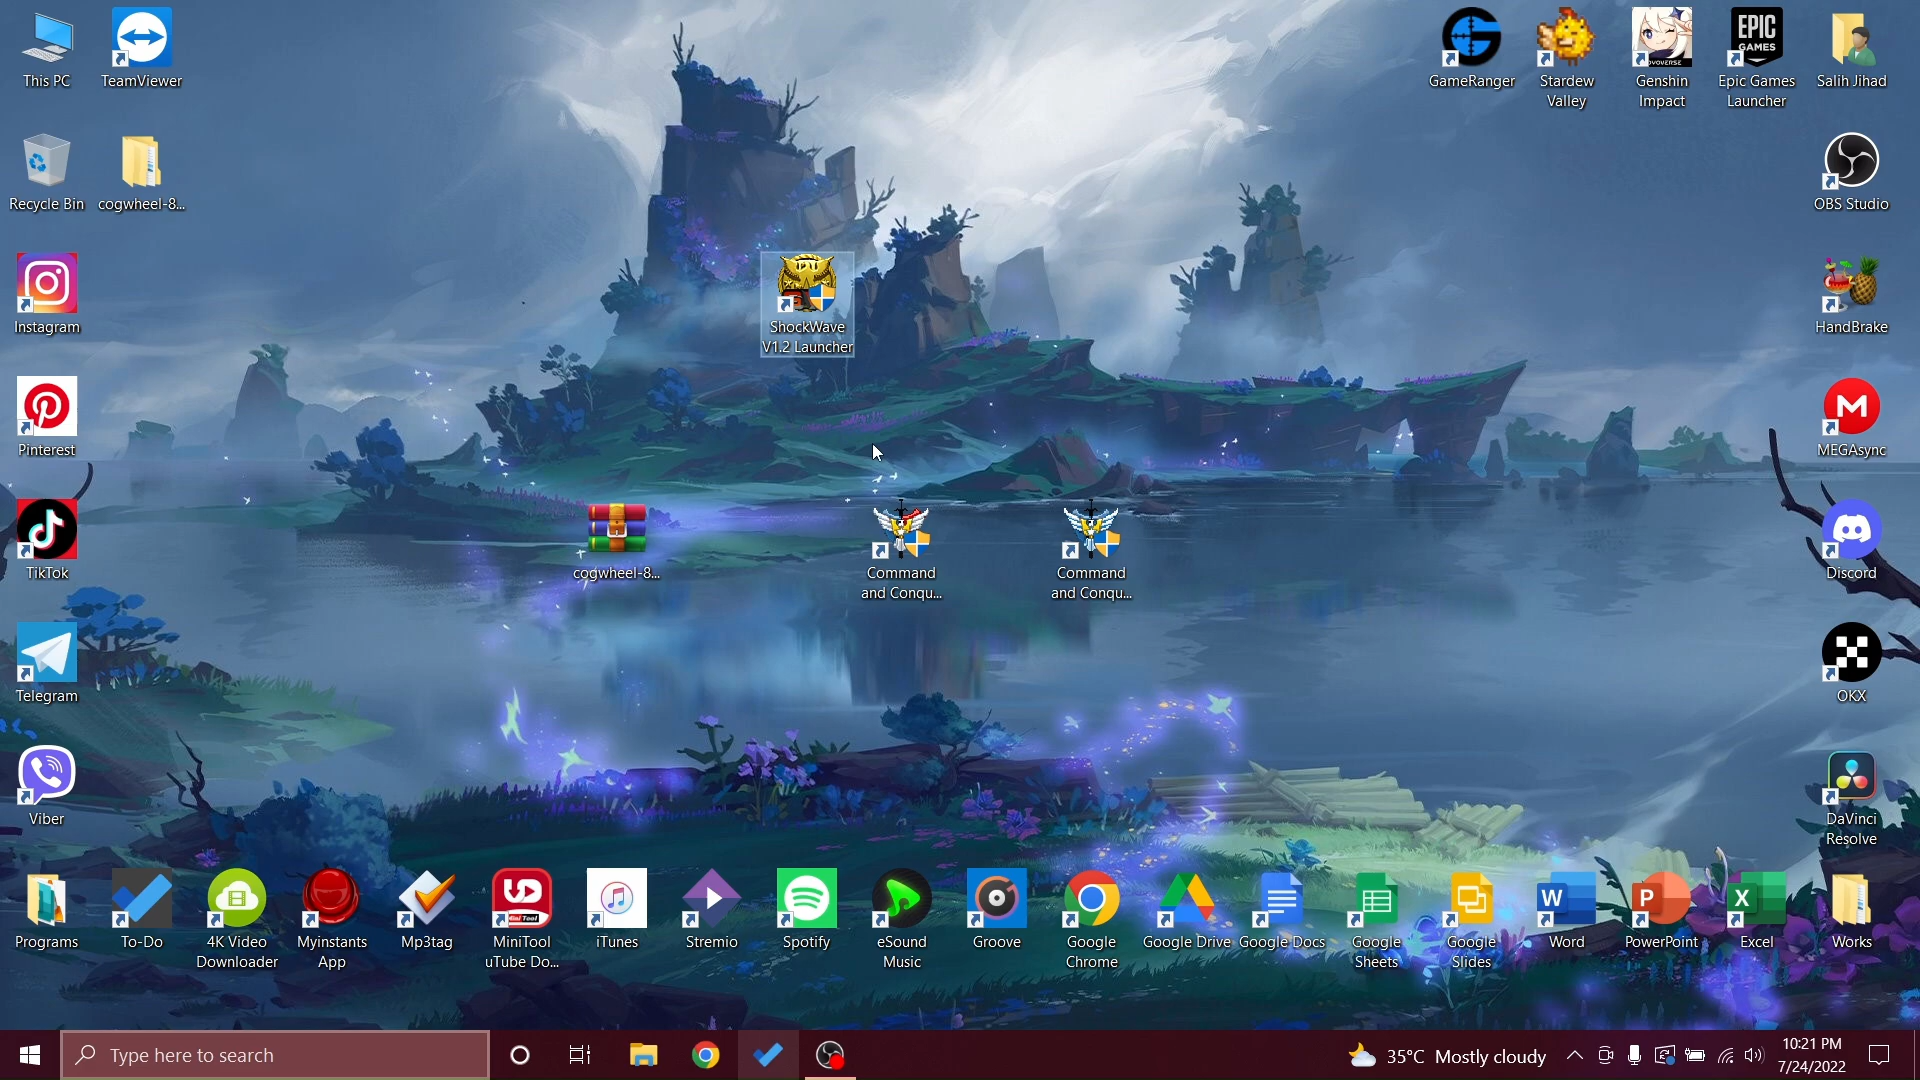 This PC
TeamViewer
GameRanger
Stardew
Valley
Genshin
Impact
EPIC
GAMES
Epic Games
Launcher
Salih Jihad
Recycle Bin
cogwheel-8...
OBS Studio
Instagram
ShockWave
V1.2 Launcher
HandBrake
Pinterest
MEGAsync
TikTok
cogwheel-8...
Command
and Conqu...
Command
and Conqu...
Discord
Telegram
OKX
Viber
DaVinci
Resolve
Programs
To-Do
4K Video
Downloader
Myinstants
App
Mp3tag
MiniTool
uTube Do...
iTunes
Stremio
Spotify
eSound
Music
Groove
Google
Chrome
Google Drive
Google Docs
Google
Sheets
Google
Slides
Word
PowerPoint
Excel
Works
Type here to search
35°C Mostly cloudy
10:21 PM
7/24/2022